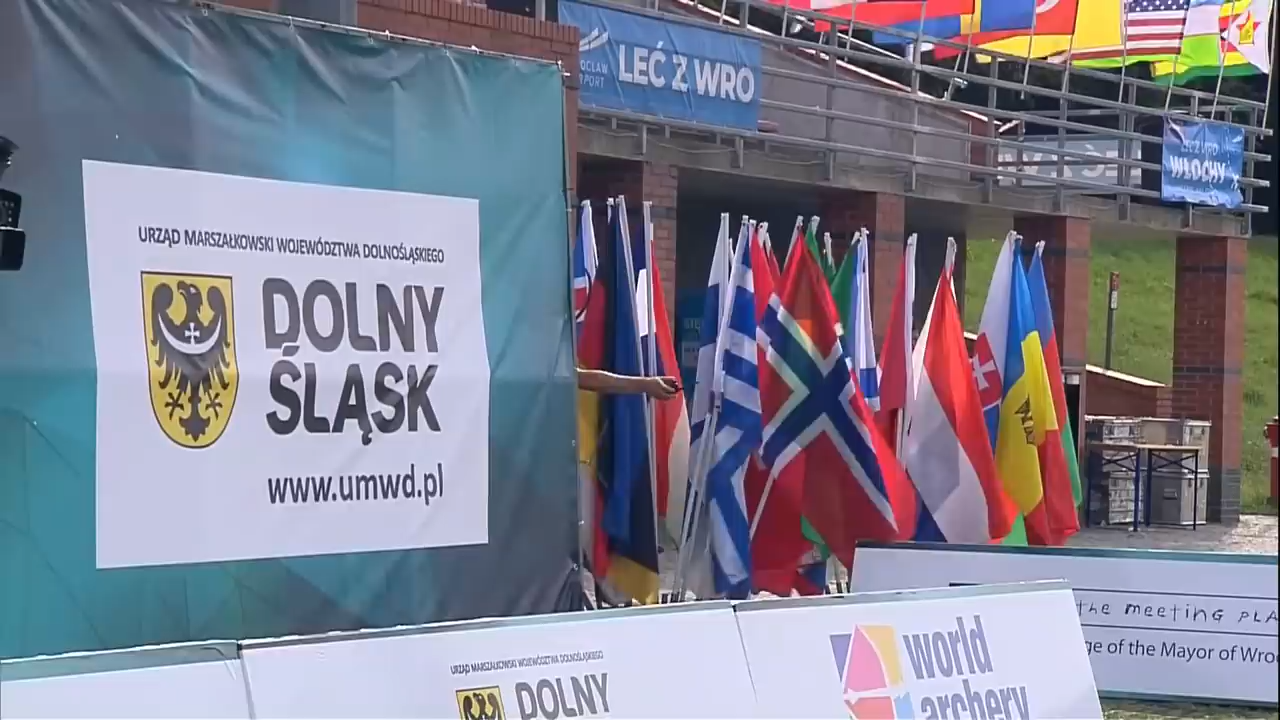 LEĆ Z WRO
LEĆ Z WRO
WŁOCHY
URZĄD MARSZAŁKOWSKI WOJEWÓDZTWA DOLNOŚLĄSKIEGO
DOLNY
ŚLĄSK
www.umwd.pl
URZĄD MARSZAŁKOWSKI WOJEWÓDZTWA DOLNOŚLĄSKIEGO
DOLNY
world
archery
the meeting PLA
ge of the Mayor of Wro